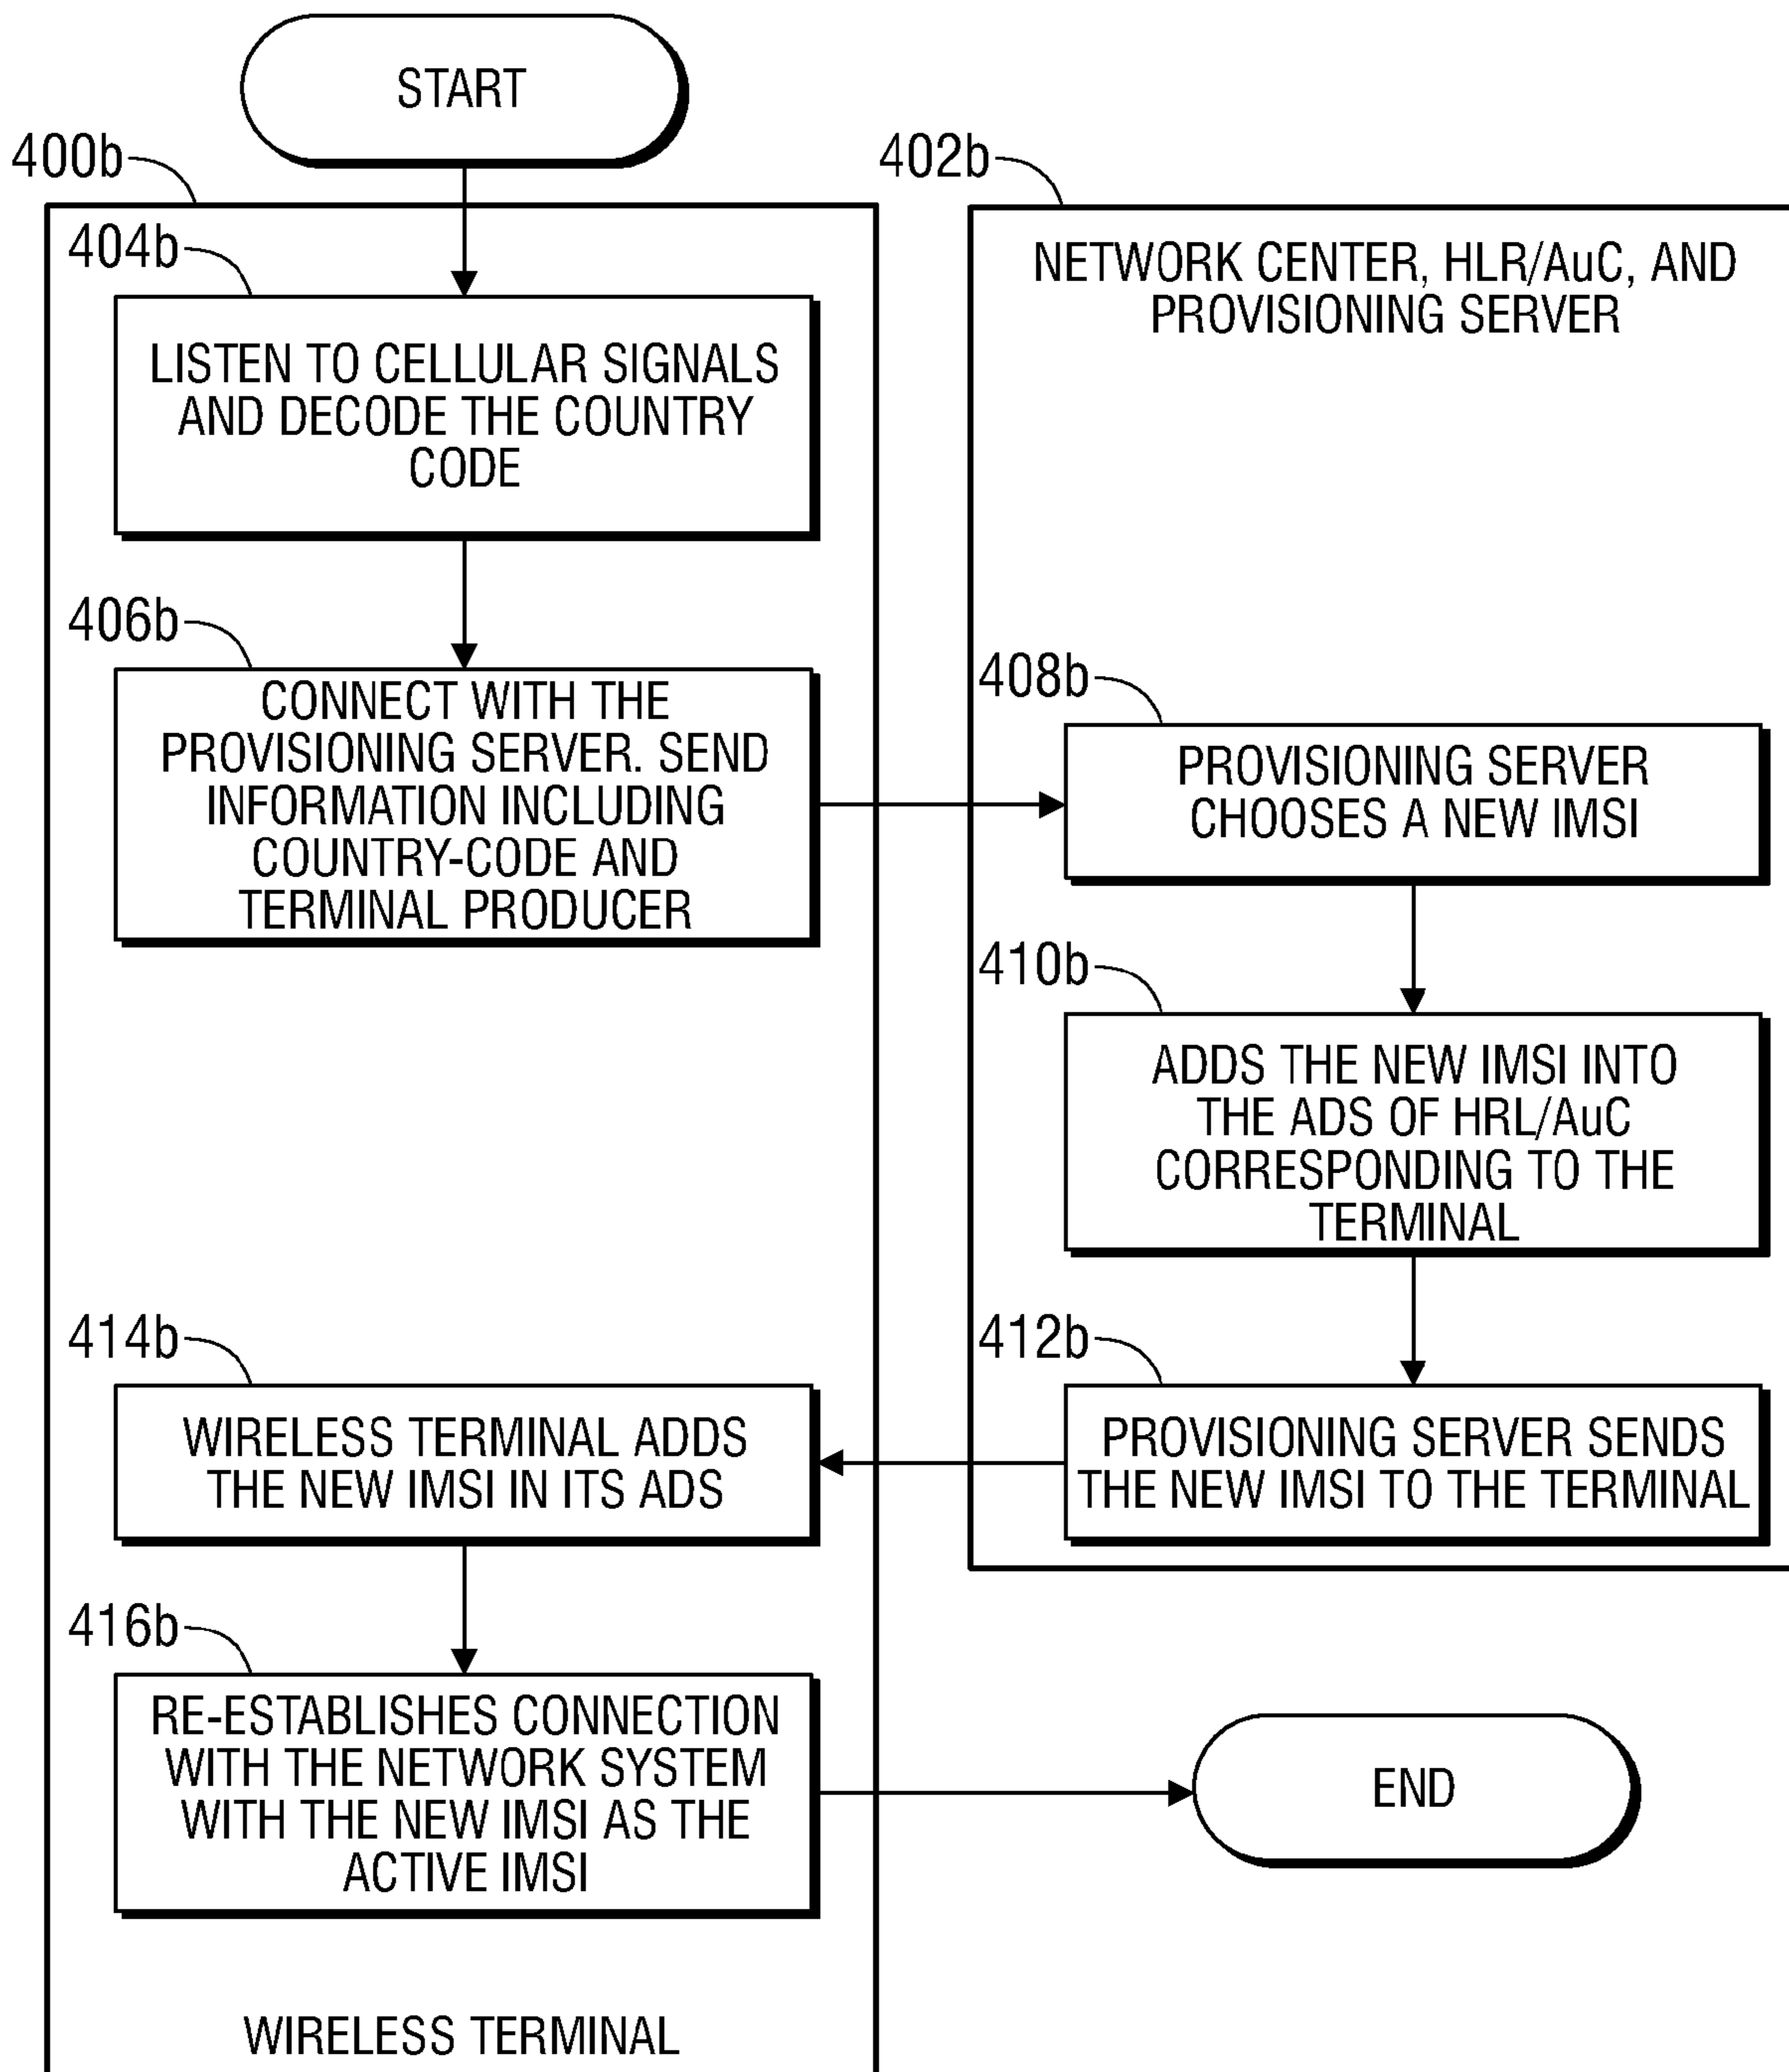 START
400b
402b
404b
NETWORK CENTER, HLR/AuC, AND
PROVISIONING SERVER
LISTEN TO CELLULAR SIGNALS
AND DECODE THE COUNTRY
CODE
406b
CONNECT WITH THE
PROVISIONING SERVER. SEND
INFORMATION INCLUDING
COUNTRY-CODE AND
TERMINAL PRODUCER
408b
PROVISIONING SERVER
CHOOSES A NEW IMSI
410b
ADDS THE NEW IMSI INTO
THE ADS OF HRL/AuC
CORRESPONDING TO THE
TERMINAL
412b
PROVISIONING SERVER SENDS
THE NEW IMSI TO THE TERMINAL
414b
WIRELESS TERMINAL ADDS
THE NEW IMSI IN ITS ADS
416b
RE-ESTABLISHES CONNECTION
WITH THE NETWORK SYSTEM
WITH THE NEW IMSI AS THE
ACTIVE IMSI
END
WIRELESS TERMINAL